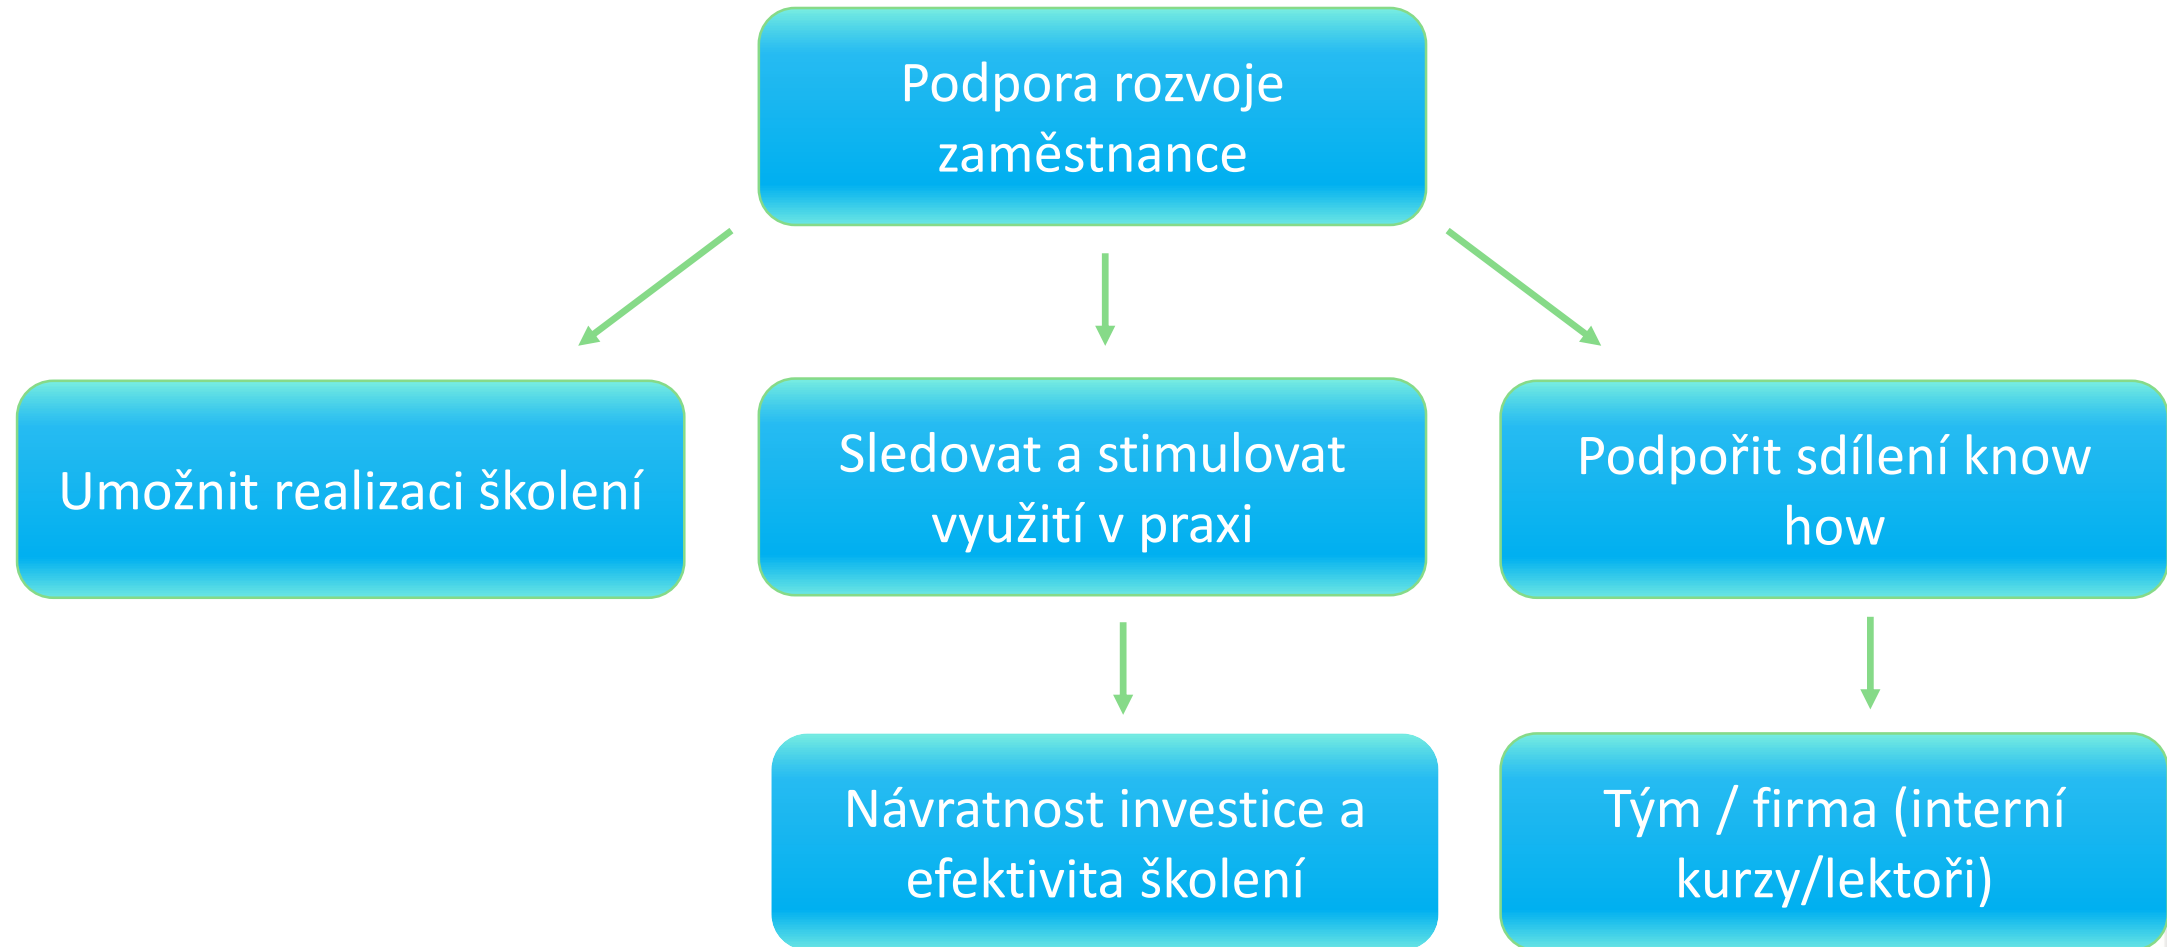 Podpora rozvoje
zaměstnance
Umožnit realizaci školení
Sledovat a stimulovat
využití v praxi
Podpořit sdílení know
how
Návratnost investice a
efektivita školení
Tým / firma (interní
kurzy/lektoři)